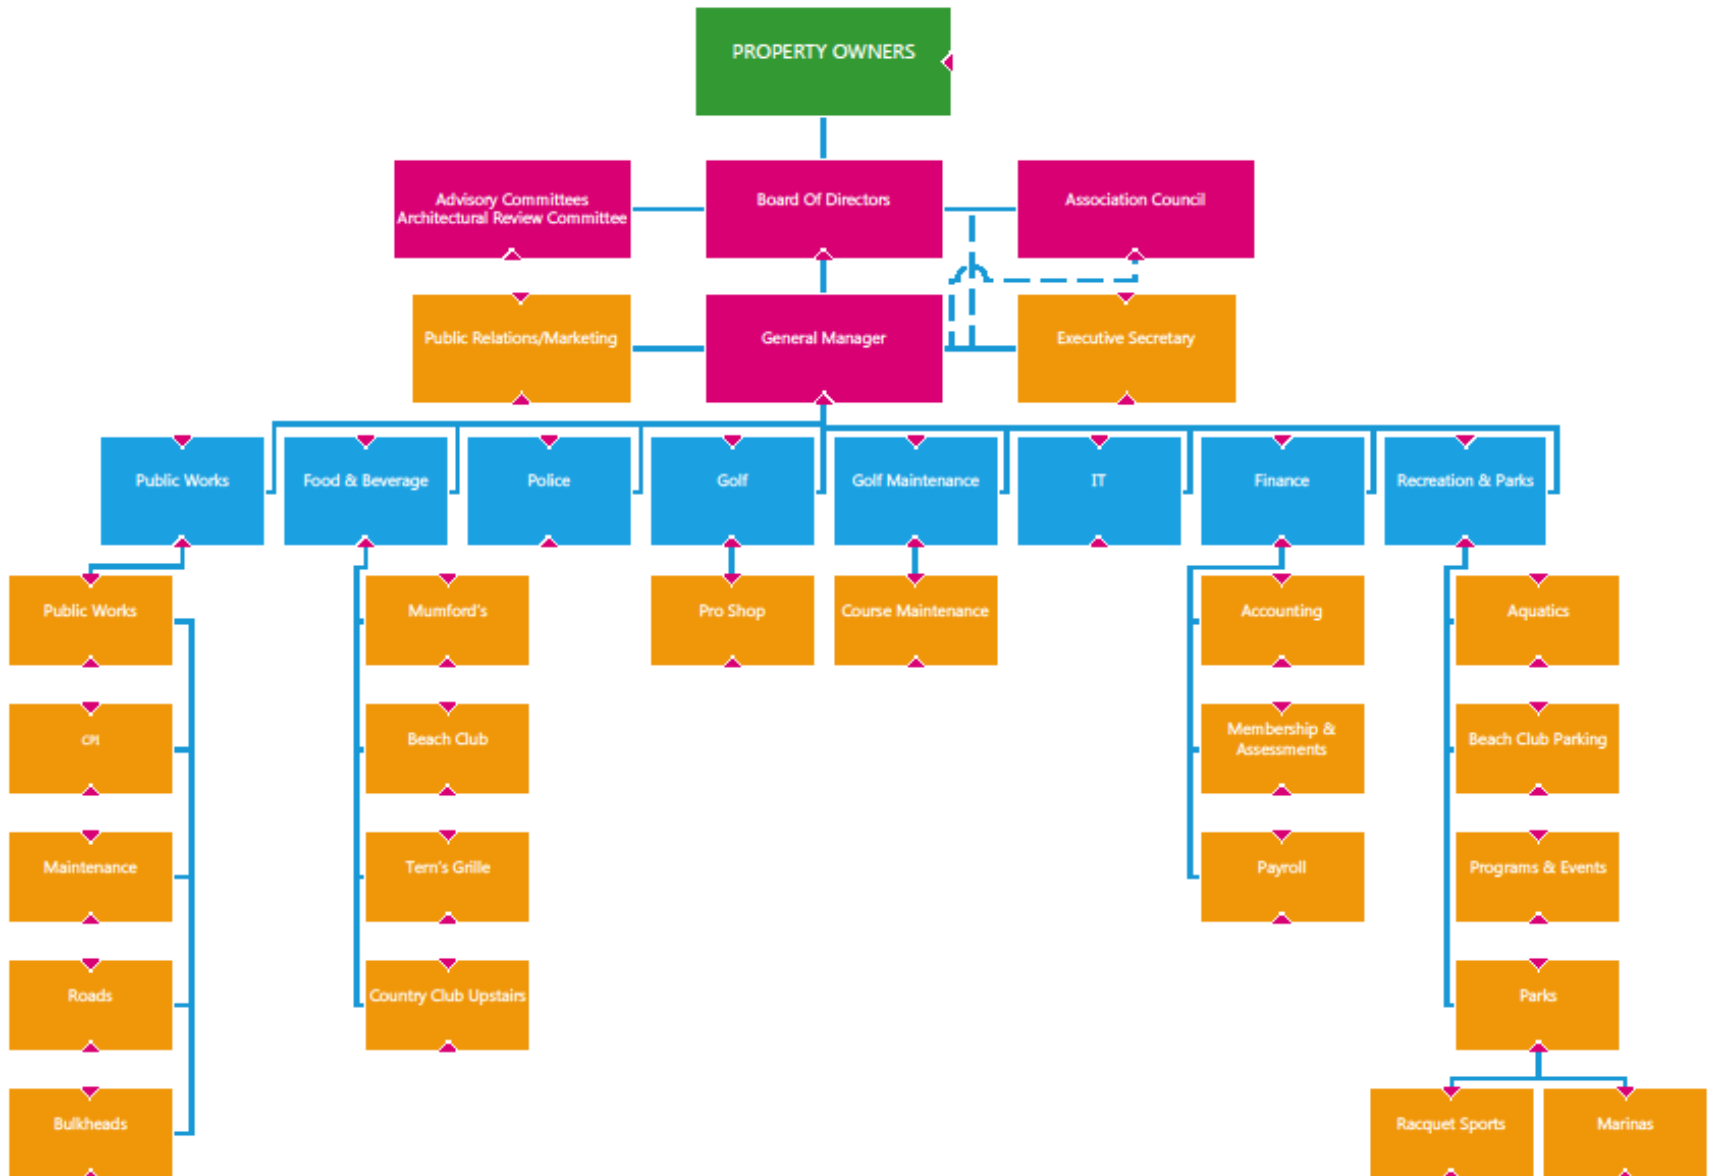 PROPERTY OWNERS
Advisory Committees
Architectural Review Committee
Board Of Directors
Association Council
Public Relations/Marketing
General Manager
Executive Secretary
Public Works
Food & Beverage
Police
Golf
Golf Maintenance
IT
Finance
Recreation & Parks
Public Works
Mumford's
Pro Shop
Course Maintenance
Accounting
Aquatics
CPI
Beach Club
Membership &
Assessments
Beach Club Parking
Maintenance
Tern's Grille
Payroll
Programs & Events
Roads
Country Club Upstairs
Parks
Bulkheads
Racquet Sports
Marinas